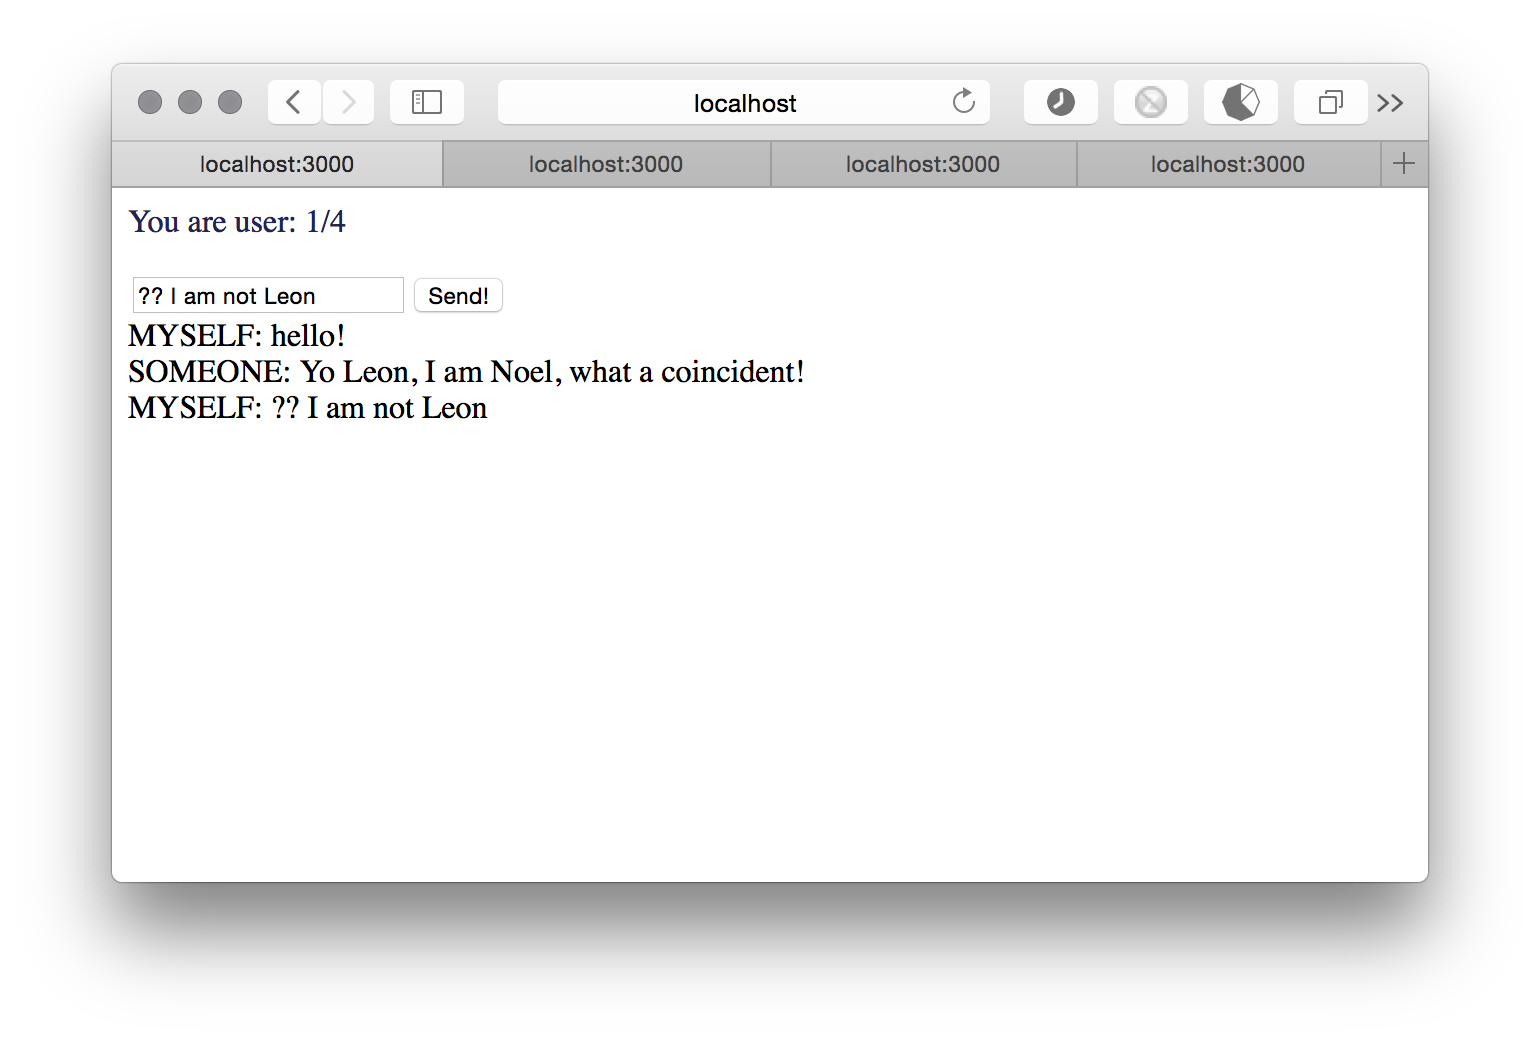 localhost
localhost:3000 localhost:3000 localhost:3000 localhost:3000
You are user: 1/4
?? I am not Leon Send!
MYSELF: hello!
SOMEONE: Yo Leon, I am Noel, what a coincident!
MYSELF: ?? I am not Leon